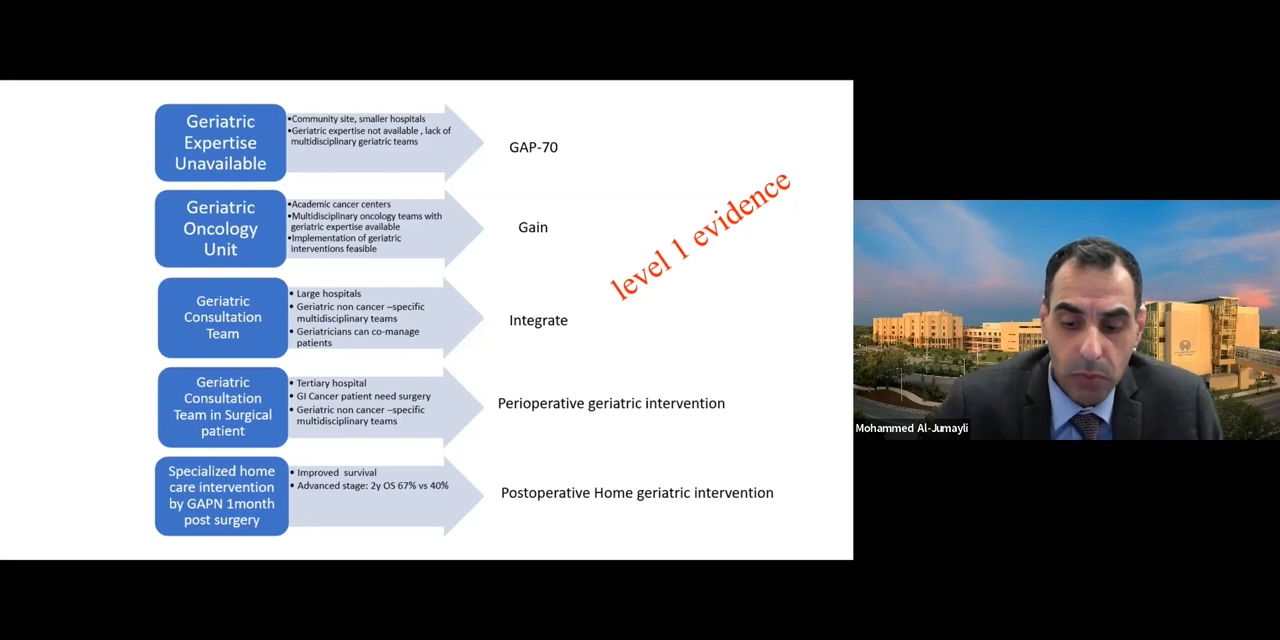 Geriatric
Expertise
Unavailable
•Community site, smaller hospitals
•Geriatric expertise not available , lack of
multidisciplinary geriatric teams
GAP-70
Geriatric
Oncology
Unit
•Academic cancer centers
•Multidisciplinary oncology teams with
geriatric expertise available
•Implementation of geriatric
interventions feasible
Gain
level 1 evidence
Geriatric
Consultation
Team
• Large hospitals
• Geriatric non cancer –specific
multidisciplinary teams
• Geriatricians can co-manage
patients
Integrate
Geriatric
Consultation
Team in Surgical
patient
• Tertiary hospital
• GI Cancer patient need surgery
• Geriatric non cancer –specific
multidisciplinary teams
Perioperative geriatric intervention
Specialized home
care intervention
by GAPN 1month
post surgery
• Improved survival
• Advanced stage: 2y OS 67% vs 40%
Postoperative Home geriatric intervention
Mohammed Al-Jumayli